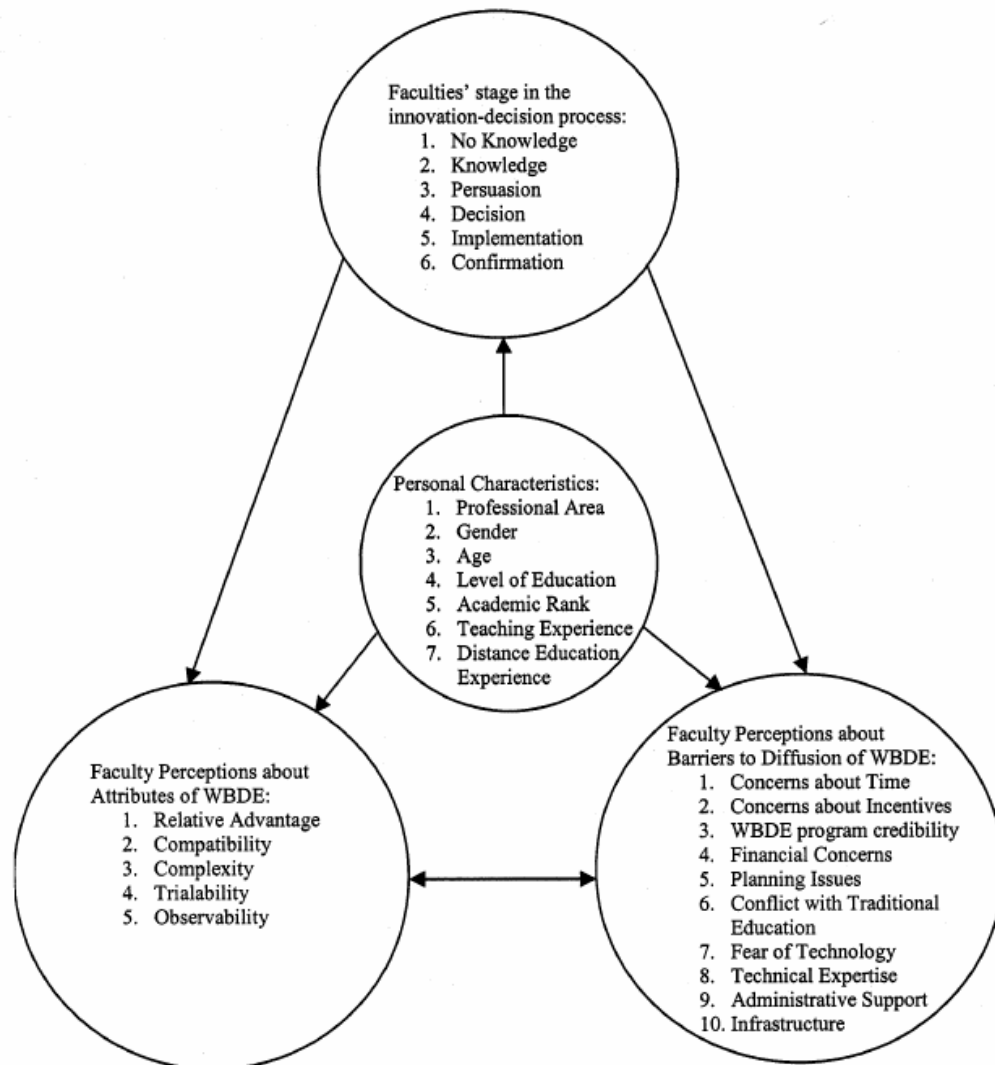 Faculties' stage in the
innovation-decision process:
1. No Knowledge
2. Knowledge
3. Persuasion
4. Decision
5. Implementation
6. Confirmation
Personal Characteristics:
1. Professional Area
2. Gender
3. Age
4. Level of Education
5. Academic Rank
6. Teaching Experience
7. Distance Education
Experience
Faculty Perceptions about
Attributes of WBDE:
1. Relative Advantage
2. Compatibility
3. Complexity
4. Trialability
5. Observability
Faculty Perceptions about
Barriers to Diffusion of WBDE:
1. Concerns about Time
2. Concerns about Incentives
3. WBDE program credibility
4. Financial Concerns
5. Planning Issues
6. Conflict with Traditional
Education
7. Fear of Technology
8. Technical Expertise
9. Administrative Support
10. Infrastructure